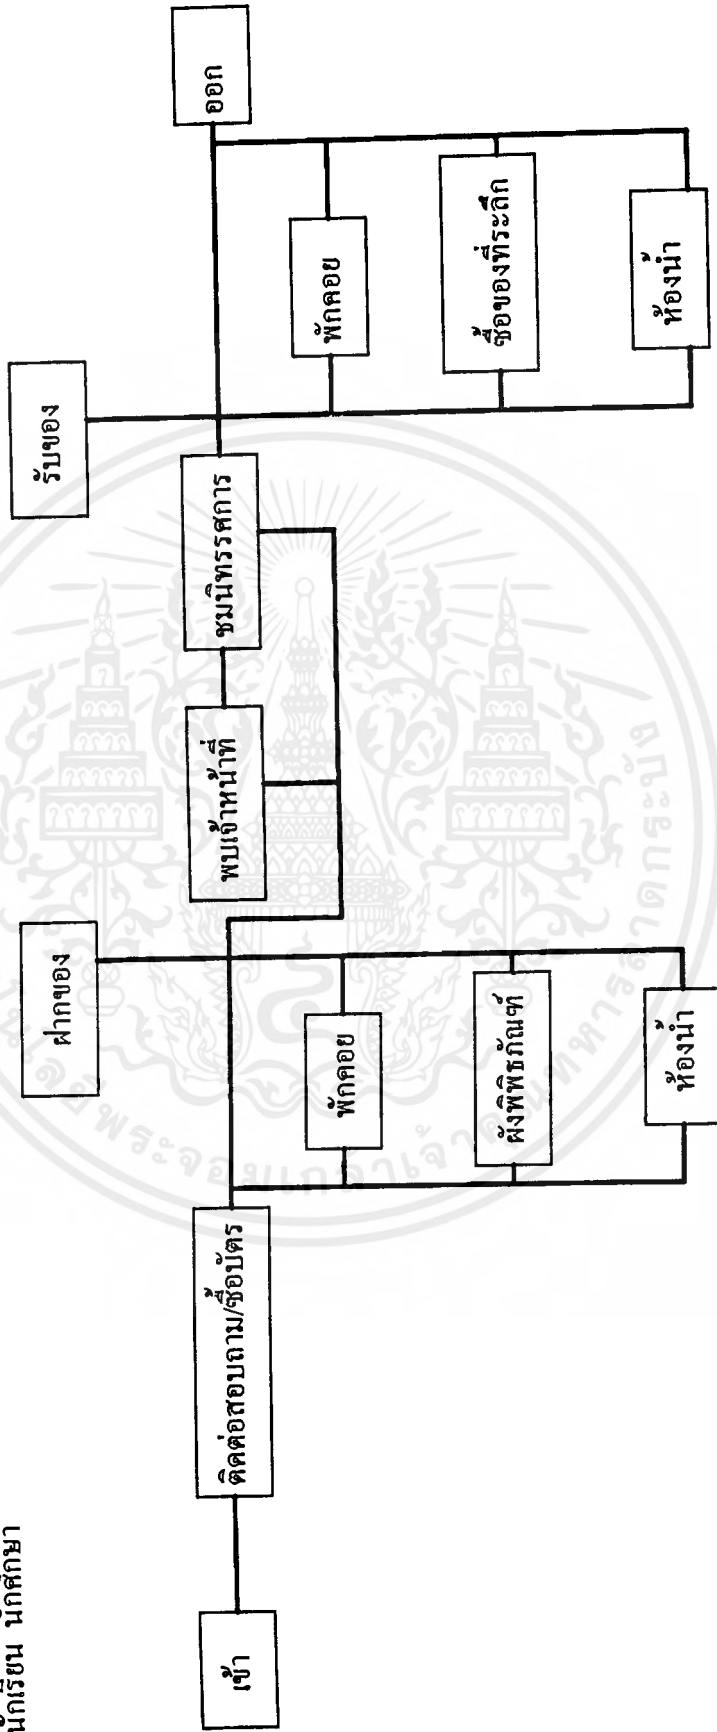 นักเรียน นักศึกษา
เข้า
ติดต่อสอบถาม/ซื้อบัตร
ฝากของ
พักคอย
ผังพิพิธภัณฑ์
ห้องน้ำ
พบเจ้าหน้าที่
ชมนิทรรศการ
รับของ
พักคอย
ซื้อของที่ระลึก
ห้องน้ำ
ออก